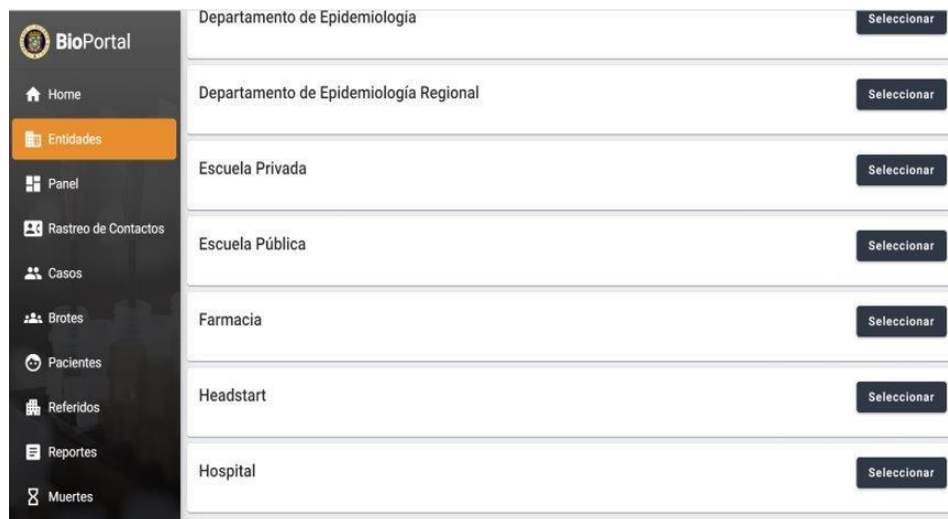 BioPortal
Home
Entidades
Panel
Rastreo de Contactos
Casos
Brotes
Pacientes
Referidos
Reportes
Muertes
Departamento de Epidemiología
Seleccionar
Departamento de Epidemiología Regional
Seleccionar
Escuela Privada
Seleccionar
Escuela Pública
Seleccionar
Farmacia
Seleccionar
Headstart
Seleccionar
Hospital
Seleccionar